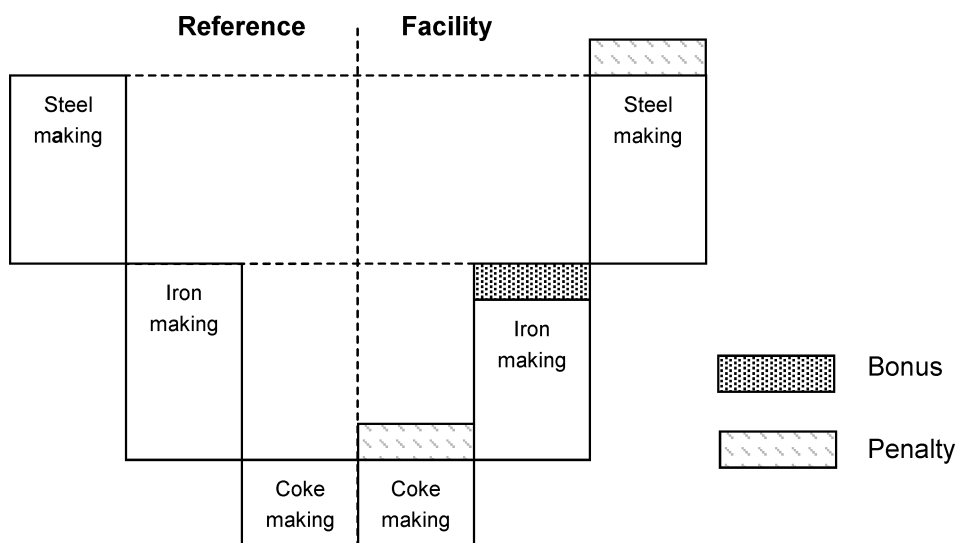 Reference
Facility
Steel
making
Steel
making
Iron
making
Iron
making
Bonus
Penalty
Coke
making
Coke
making